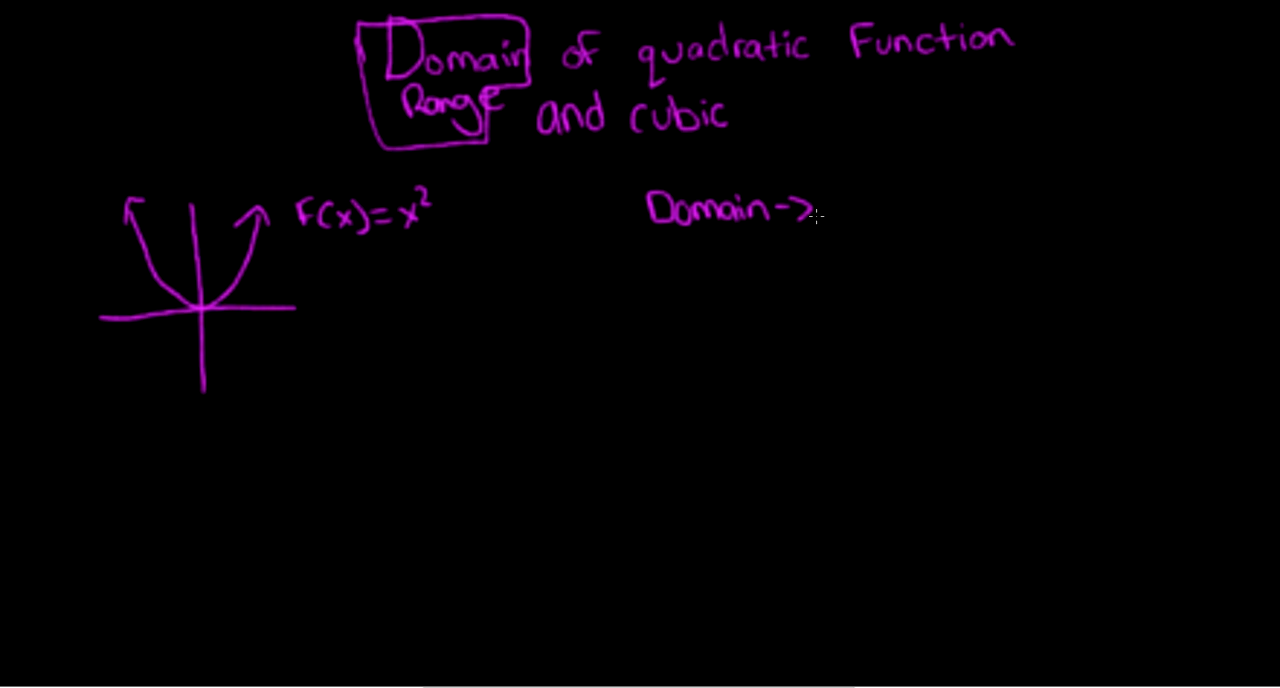 Domain of quadratic Function
Range and cubic
F(x)=x²
Domain->